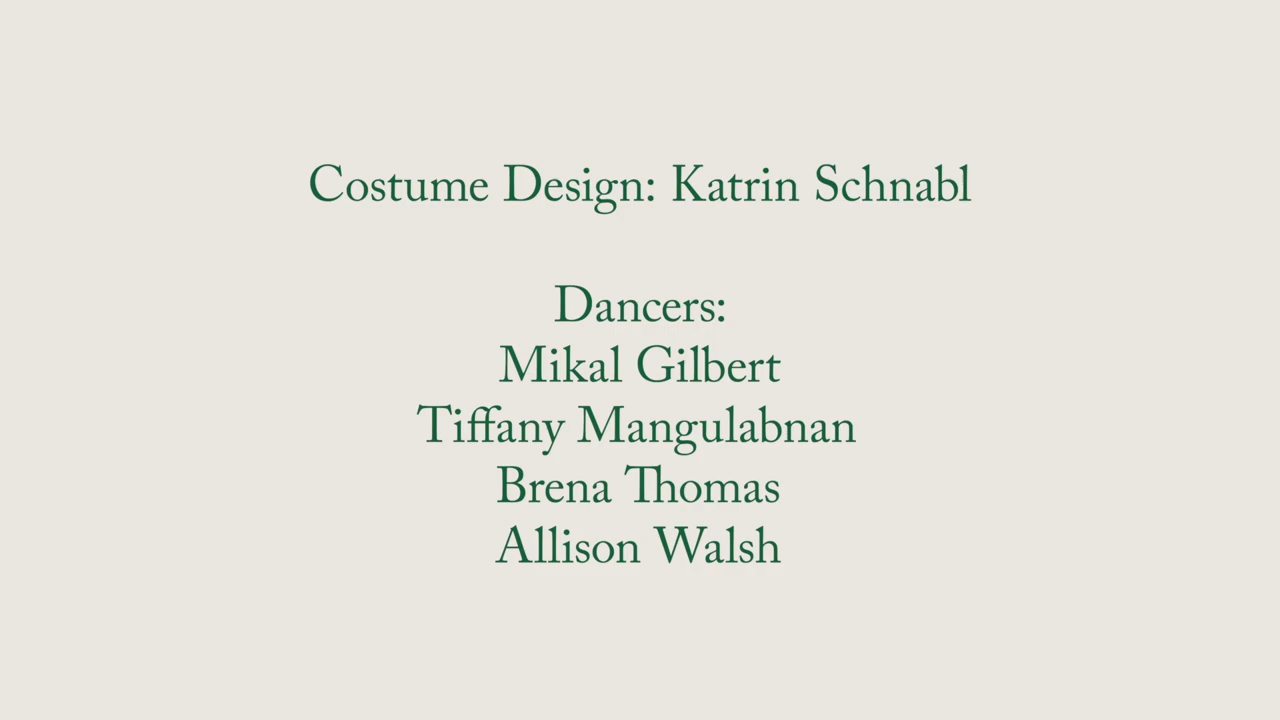 Costume Design: Katrin Schnabl
Dancers:
Mikal Gilbert
Tiffany Mangulabnan
Brena Thomas
Allison Walsh